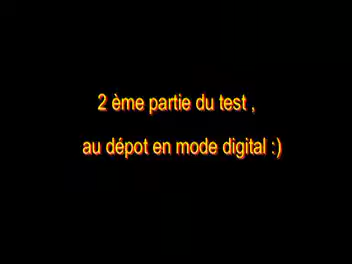 2 ème partie du test ,
au dépot en mode digital :)